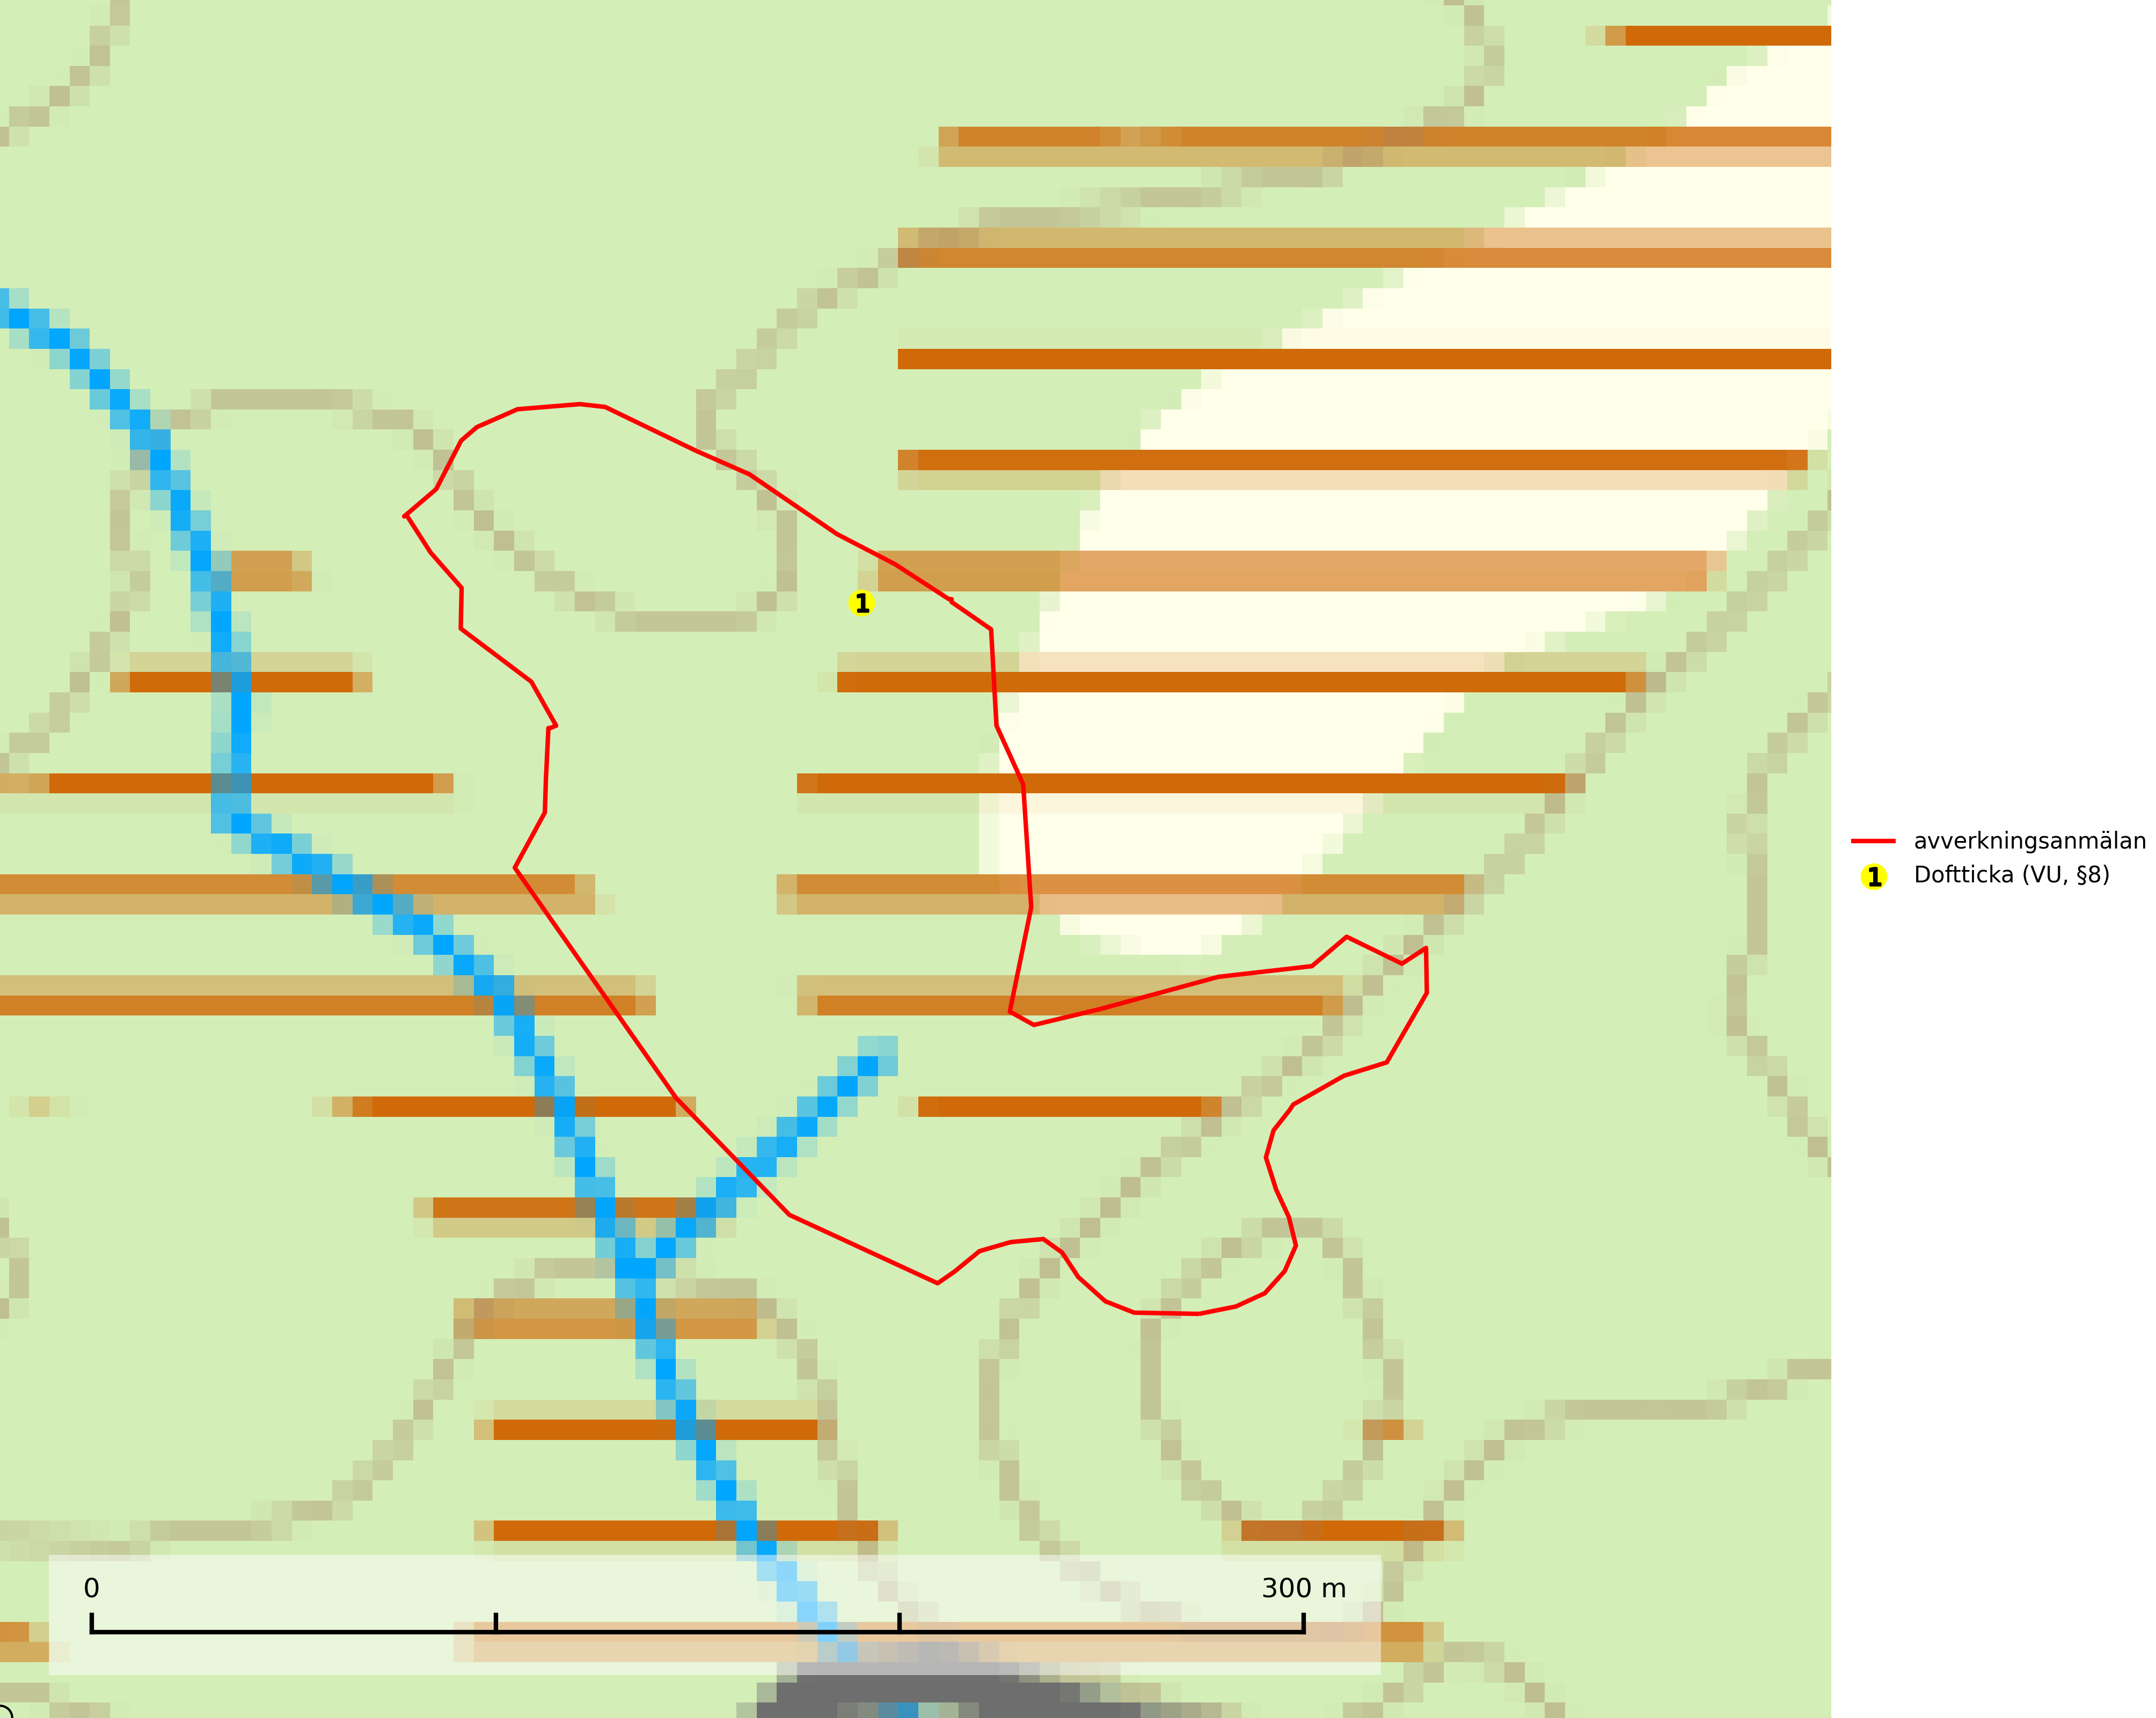 1
avverkningsanmälan
1 Doftticka (VU, §8)
0 300 m